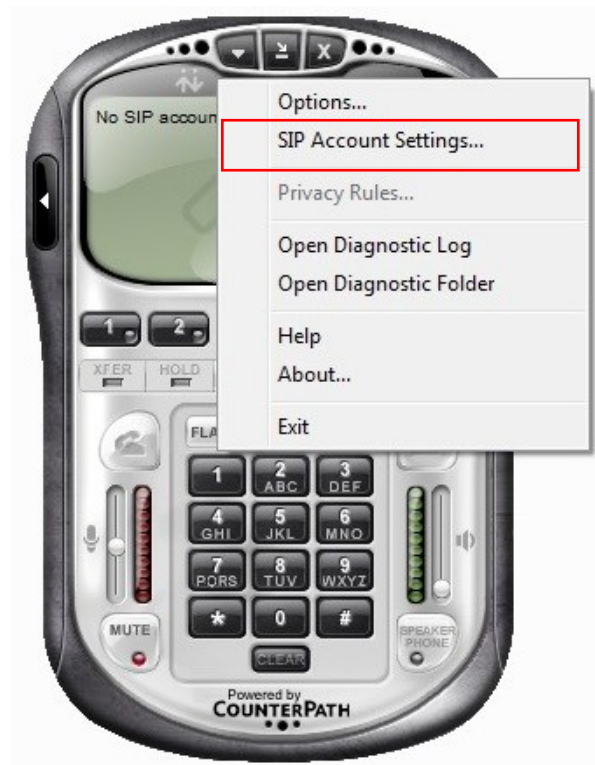 No SIP accoun
Options...
SIP Account Settings...
Privacy Rules...
Open Diagnostic Log
Open Diagnostic Folder
Help
About...
Exit
1 2
XFER HOLD
FLA
1 2 ABC 3 DEF
4 GHI 5 JKL 6 MNO
7 PQRS 8 TUV 9 WXYZ
* 0 #
MUTE
SPEAKER
PHONE
CLEAR
Powered by
COUNTERPATH